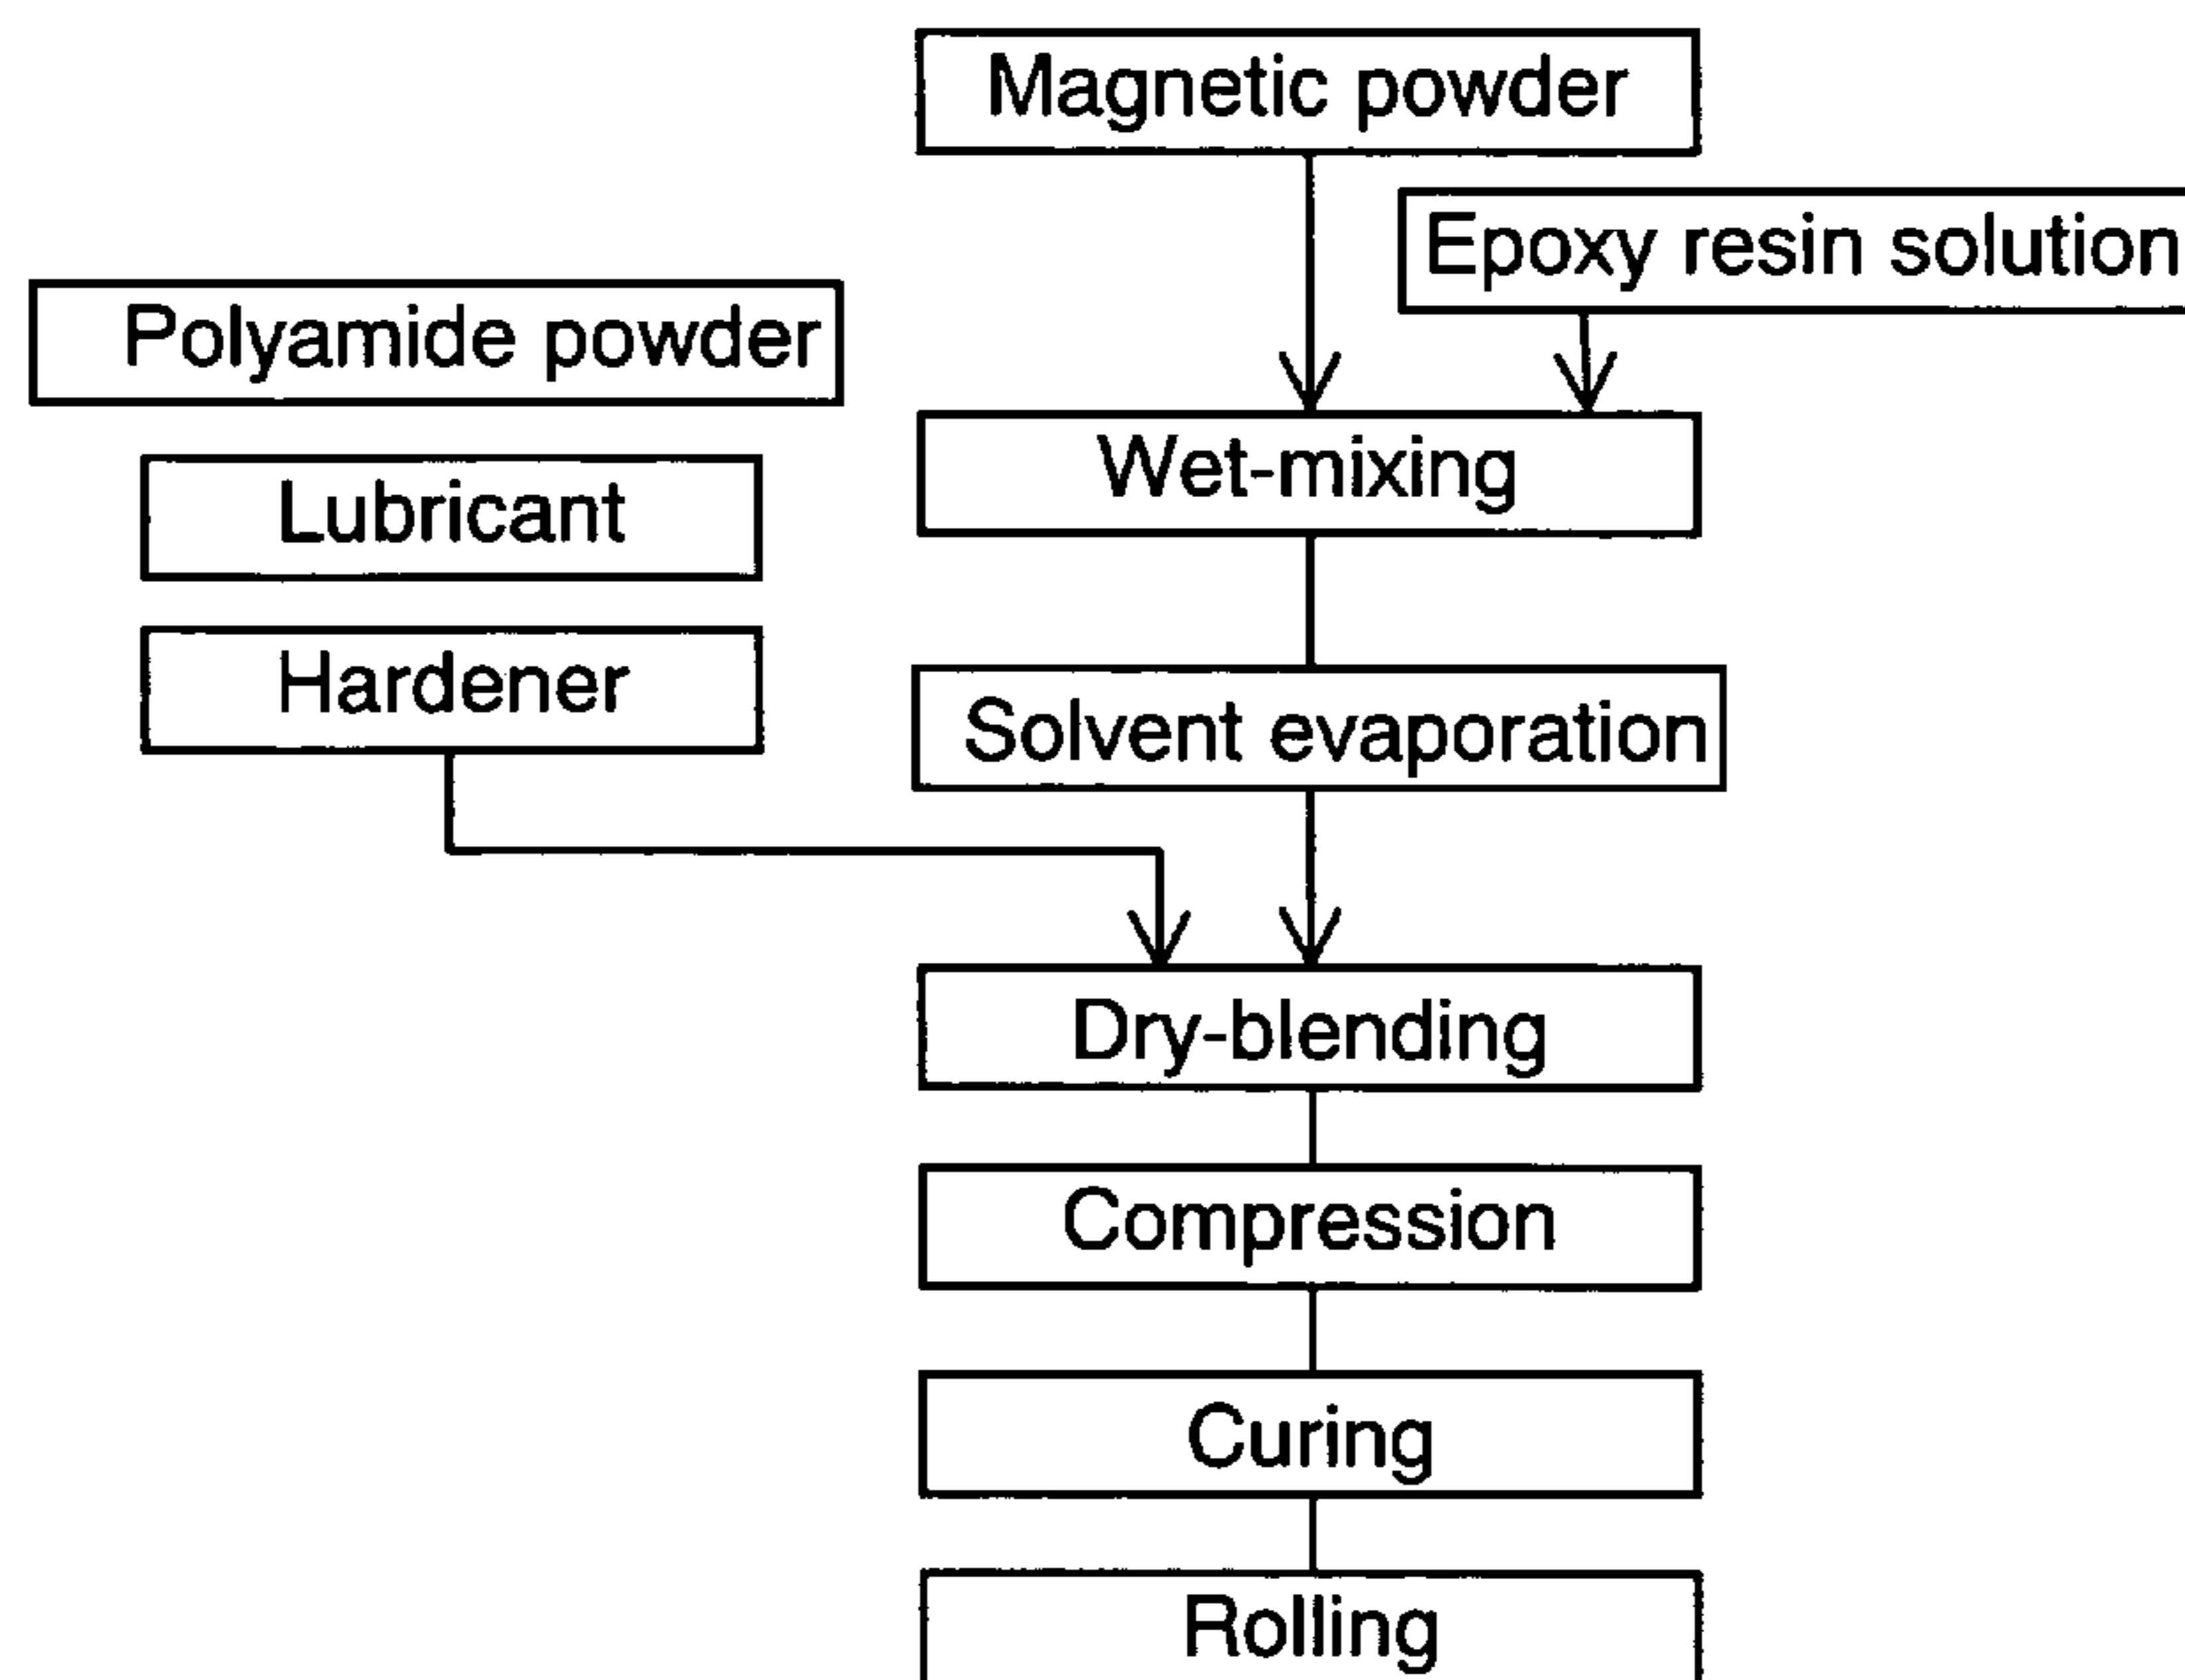 Magnetic powder
Epoxy resin solution
Polyamide powder
Wet-mixing
Lubricant
Hardener
Solvent evaporation
Dry-blending
Compression
Curing
Rolling